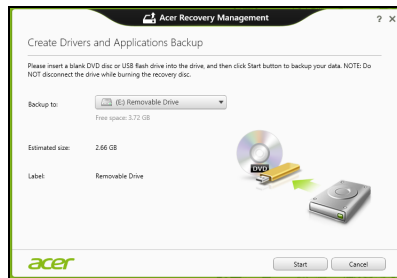 Acer Recovery Management
? X
Create Drivers and Applications Backup
Please insert a blank DVD disc or USB flash drive into the drive, and then click Start button to backup your data. NOTE: Do
NOT disconnect the drive while burning the recovery disc.
Backup to: (E:) Removable Drive
Free space: 3.72 GB
Estimated size: 2.66 GB
DVD
Label: Removable Drive
acer Start Cancel